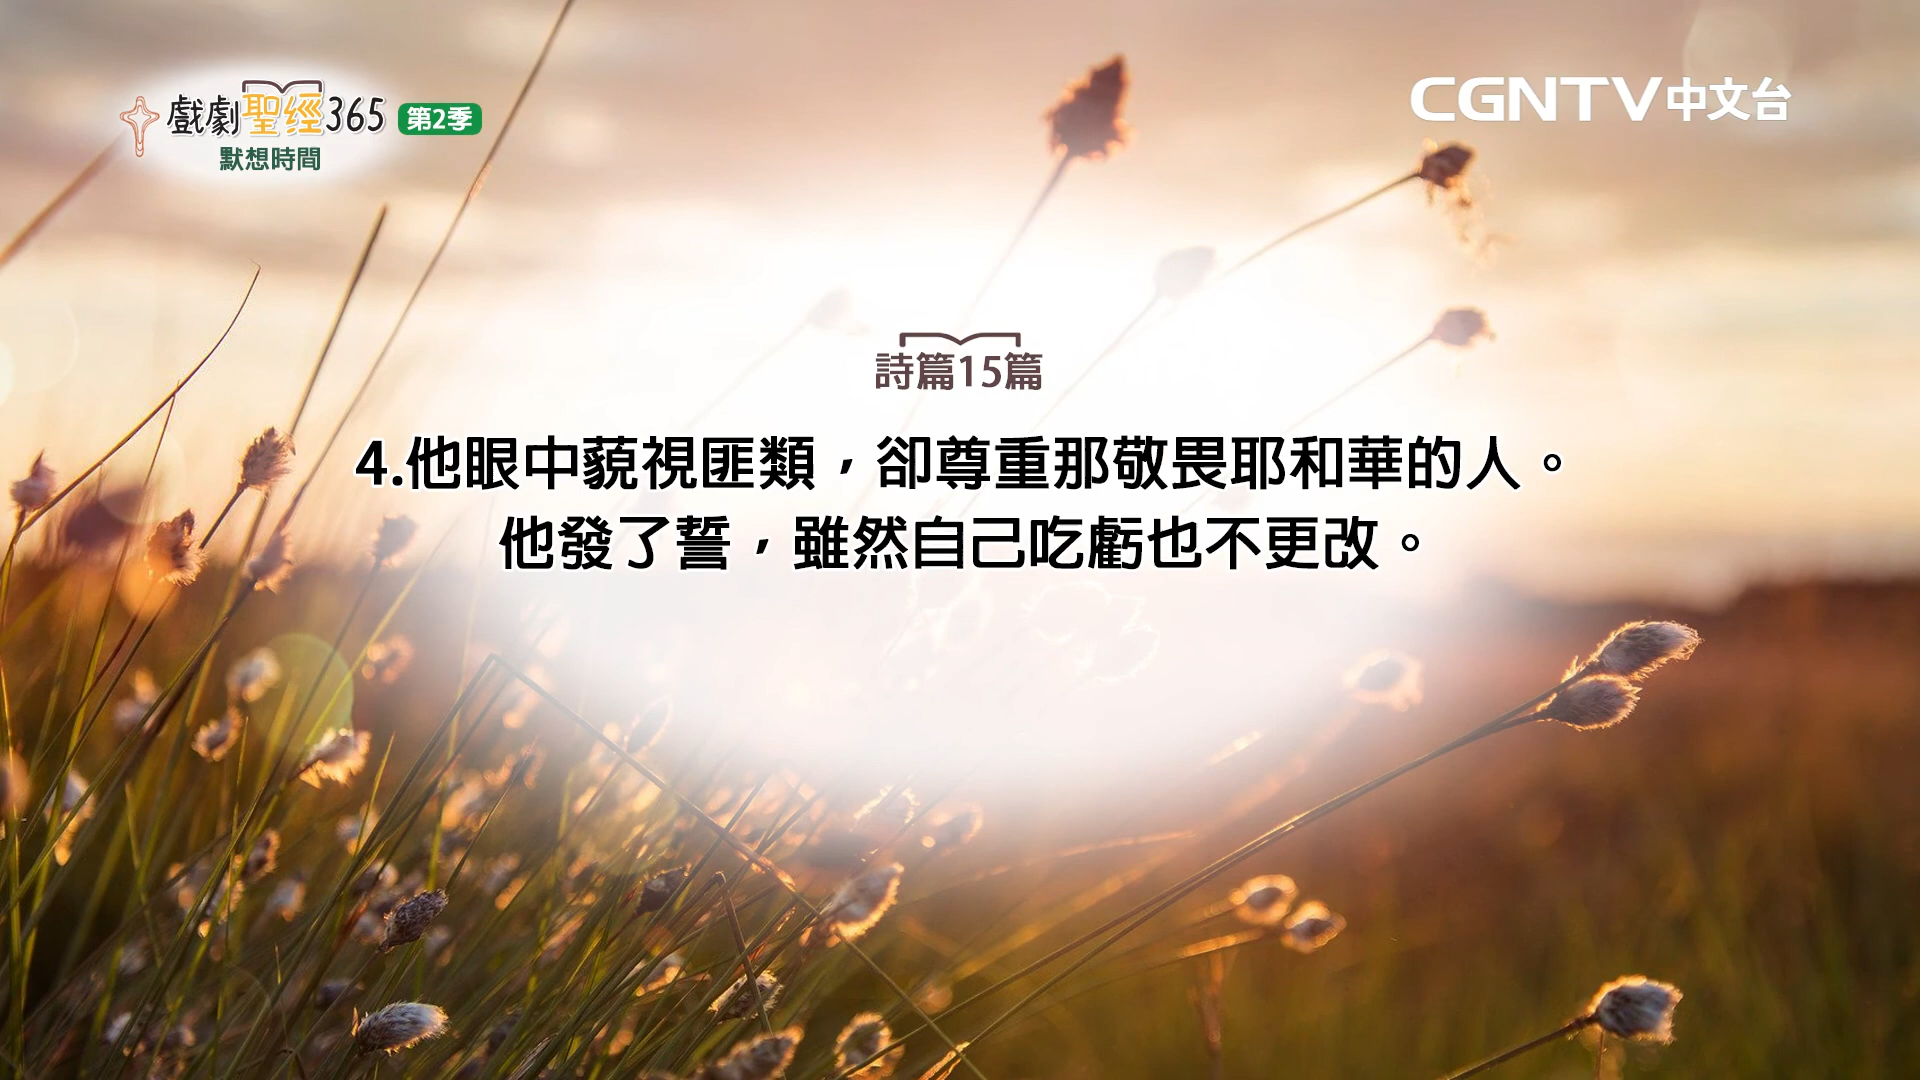 戲劇聖經365 第2季
默想時間
CGNTV中文台
詩篇15篇
4.他眼中藐視匪類，卻尊重那敬畏耶和華的人。
他發了誓，雖然自己吃虧也不更改。